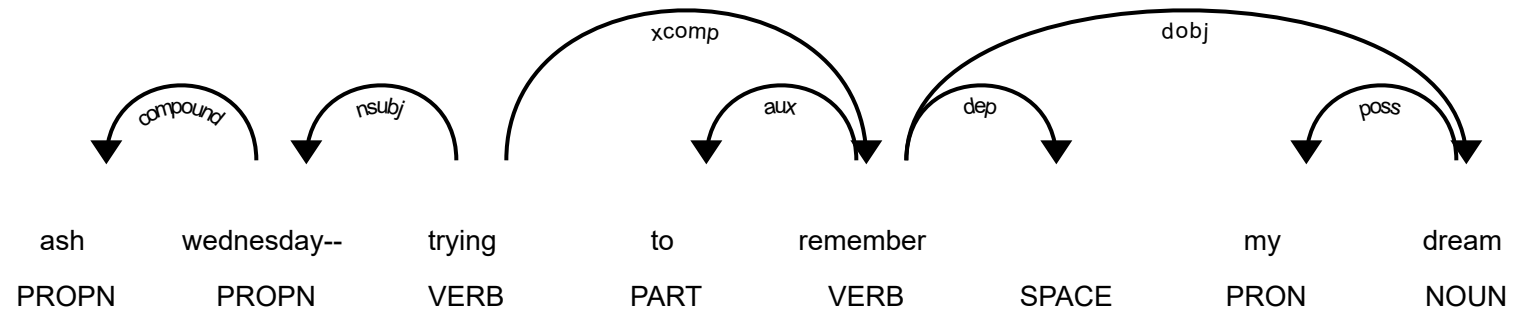 xcomp dobj
compound nsubj aux dep poss
ash wednesday-- trying to remember my dream
PROPN PROPN VERB PART VERB SPACE PRON NOUN